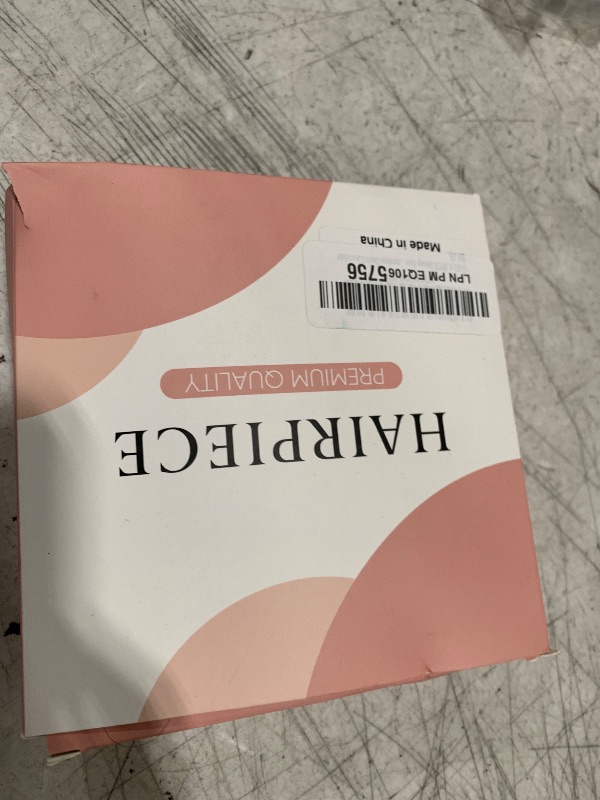 HAIRPIECE
PREMIUM QUALITY
LPN PM EQ1065756
Made in China